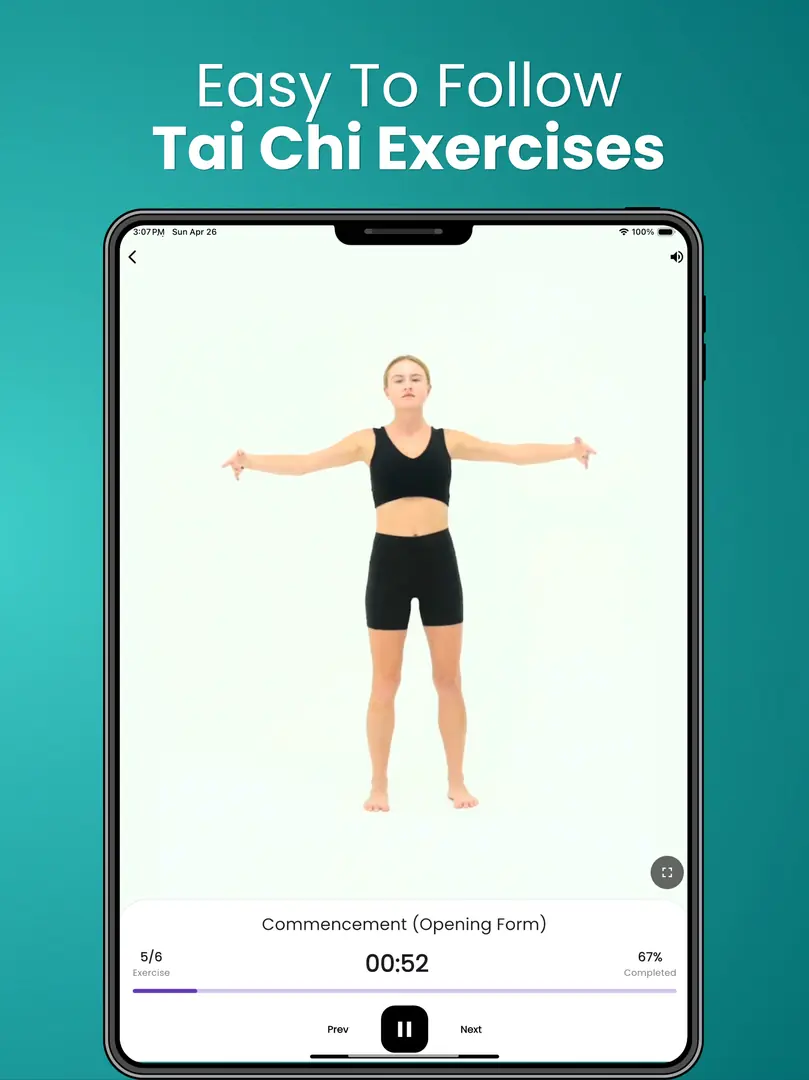 Easy To Follow
Tai Chi Exercises
3:07 PM Sun Apr 26 100%
Commencement (Opening Form)
5/6 00:52 67%
Exercise Completed
Prev Next